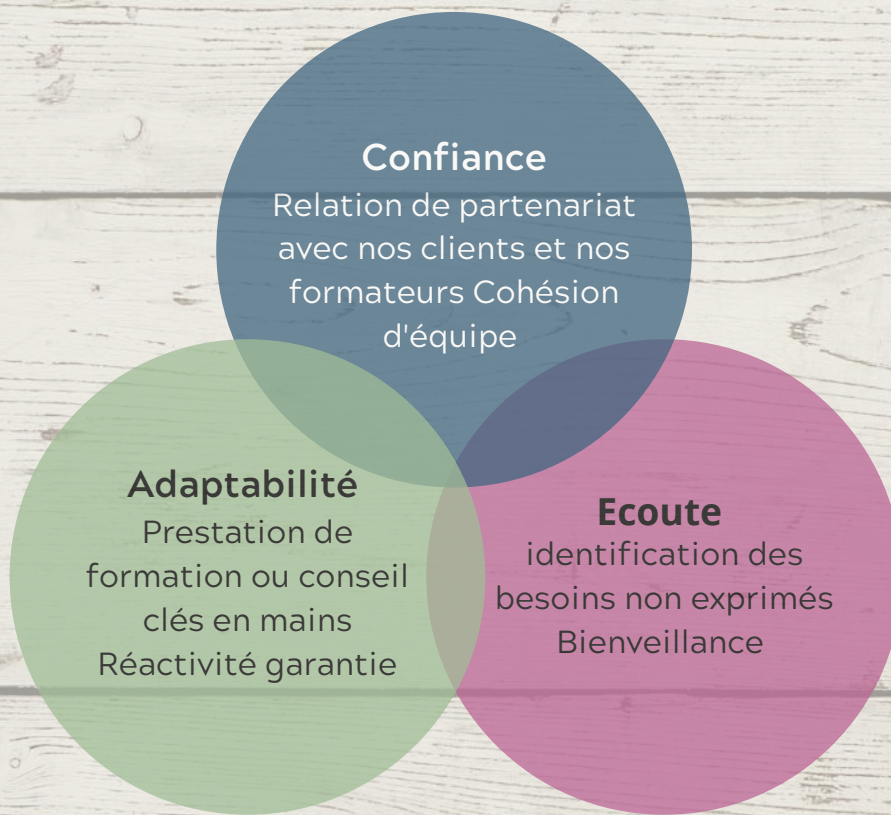 Confiance
Relation de partenariat
avec nos clients et nos
formateurs Cohésion
d'équipe
Adaptabilité
Prestation de
formation ou conseil
clés en mains
Réactivité garantie
Ecoute
identification des
besoins non exprimés
Bienveillance